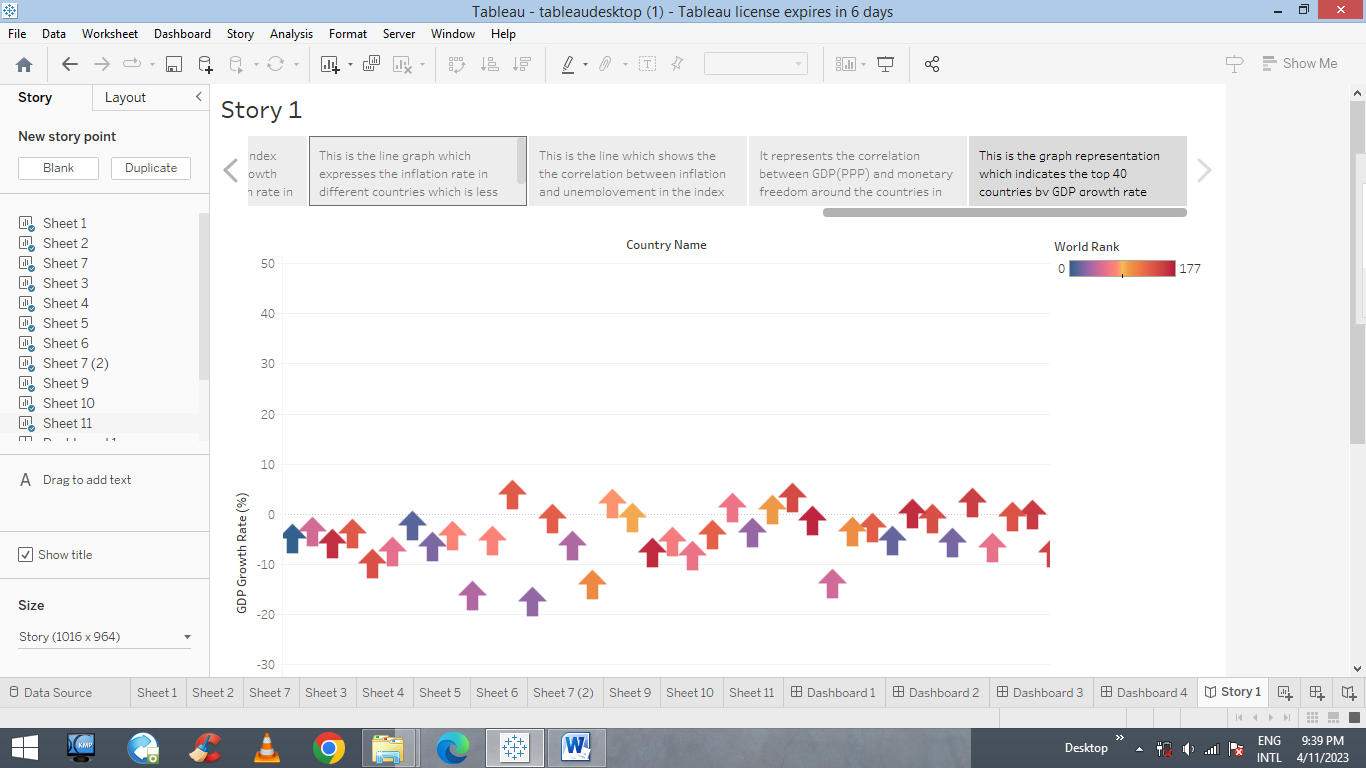 Tableau - tableaudesktop (1) - Tableau license expires in 6 days
File Data Worksheet Dashboard Story Analysis Format Server Window Help
Show Me
Story Layout
New story point
Blank Duplicate
Sheet 1
Sheet 2
Sheet 7
Sheet 3
Sheet 4
Sheet 5
Sheet 6
Sheet 7 (2)
Sheet 9
Sheet 10
Sheet 11
A Drag to add text
Show title
Size
Story (1016 x 964)
Story 1
ndex
owth
n rate in
This is the line graph which
expresses the inflation rate in
different countries which is less
This is the line which shows the
the correlation between inflation
and unemployement in the index
It represents the correlation
between GDP(PPP) and monetary
freedom around the countries in
This is the graph representation
which indicates the top 40
countries by GDP growth rate
Country Name
World Rank
0 177
GDP Growth Rate (%)
50
40
30
20
10
0
-10
-20
-30
Data Source Sheet 1 Sheet 2 Sheet 7 Sheet 3 Sheet 4 Sheet 5 Sheet 6 Sheet 7 (2) Sheet 9 Sheet 10 Sheet 11 Dashboard 1 Dashboard 2 Dashboard 3 Dashboard 4 Story 1
KMP
Desktop
ENG
INTL
9:39 PM
4/11/2023